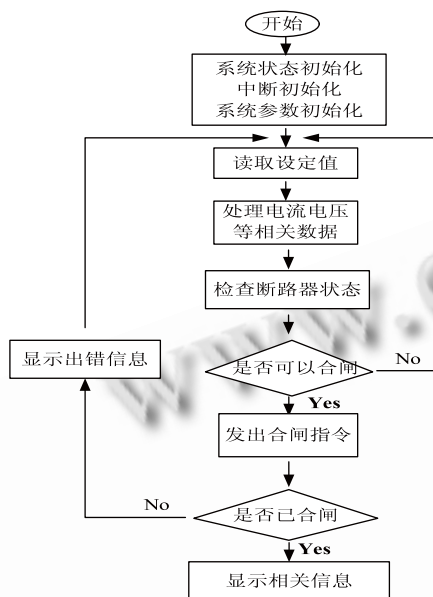 开始
系统状态初始化
中断初始化
系统参数初始化
读取设定值
处理电流电压
等相关数据
检查断路器状态
显示出错信息
是否可以合闸
No
Yes
发出合闸指令
No
是否已合闸
Yes
显示相关信息